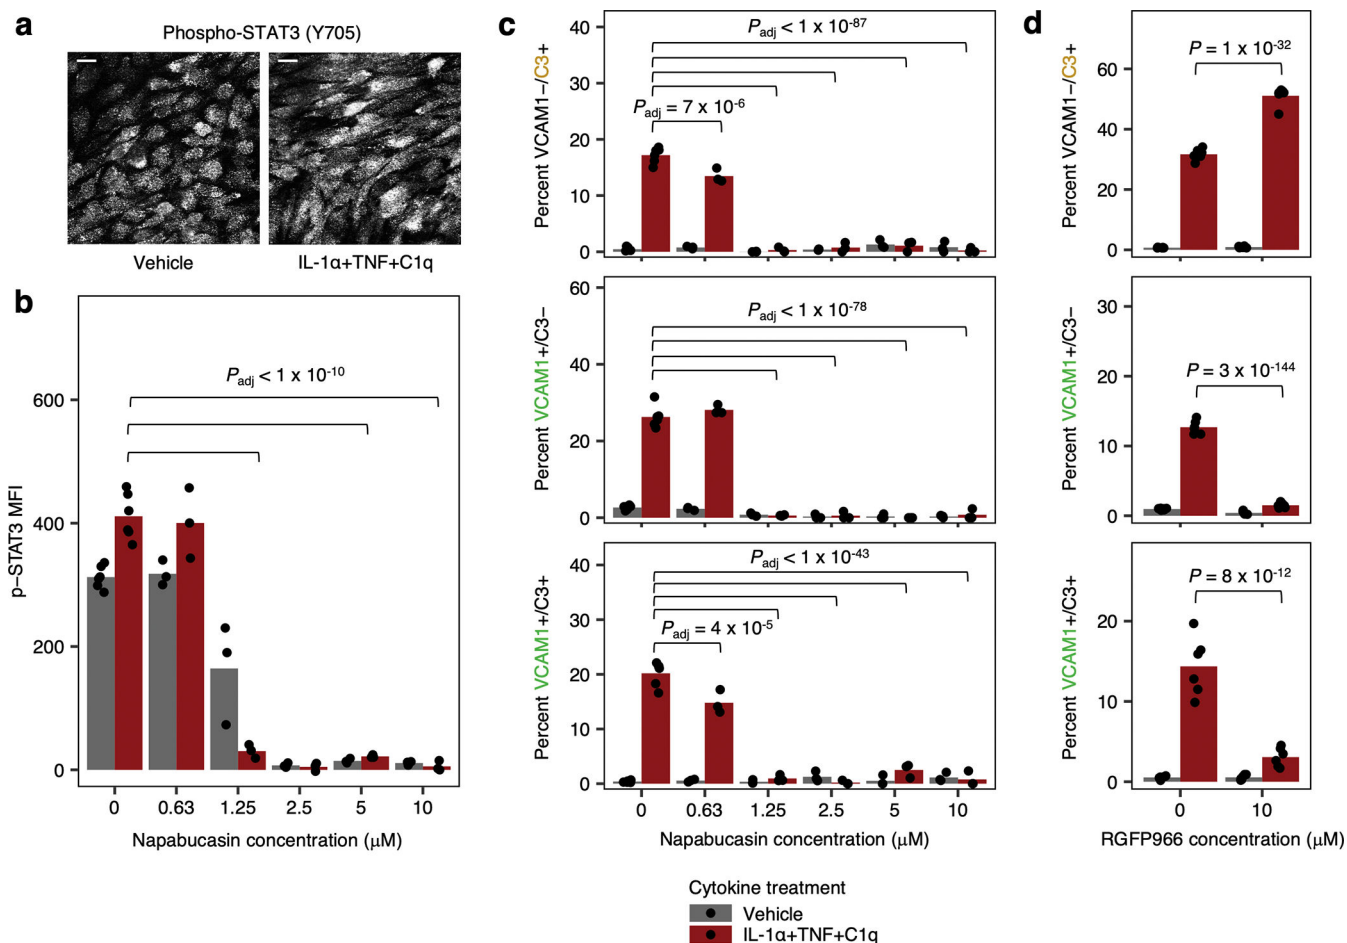 a
Phospho-STAT3 (Y705)
Vehicle
IL-1α+TNF+C1q
b
p–STAT3 MFI
600
400
200
0
Padj < 1 x 10-10
0 0.63 1.25 2.5 5 10
Napabucasin concentration (μM)
c
Percent VCAM1–/C3+
40
30
20
10
0
Padj < 1 x 10-87
Padj = 7 x 10-6
Percent VCAM1+/C3–
60
40
20
0
Padj < 1 x 10-78
Percent VCAM1+/C3+
40
30
20
10
0
Padj < 1 x 10-43
Padj = 4 x 10-5
0 0.63 1.25 2.5 5 10
Napabucasin concentration (μM)
d
Percent VCAM1–/C3+
60
40
20
0
P = 1 x 10-32
Percent VCAM1+/C3–
30
20
10
0
P = 3 x 10-144
Percent VCAM1+/C3+
20
10
0
P = 8 x 10-12
0 10
RGFP966 concentration (μM)
Cytokine treatment
Vehicle
IL-1α+TNF+C1q